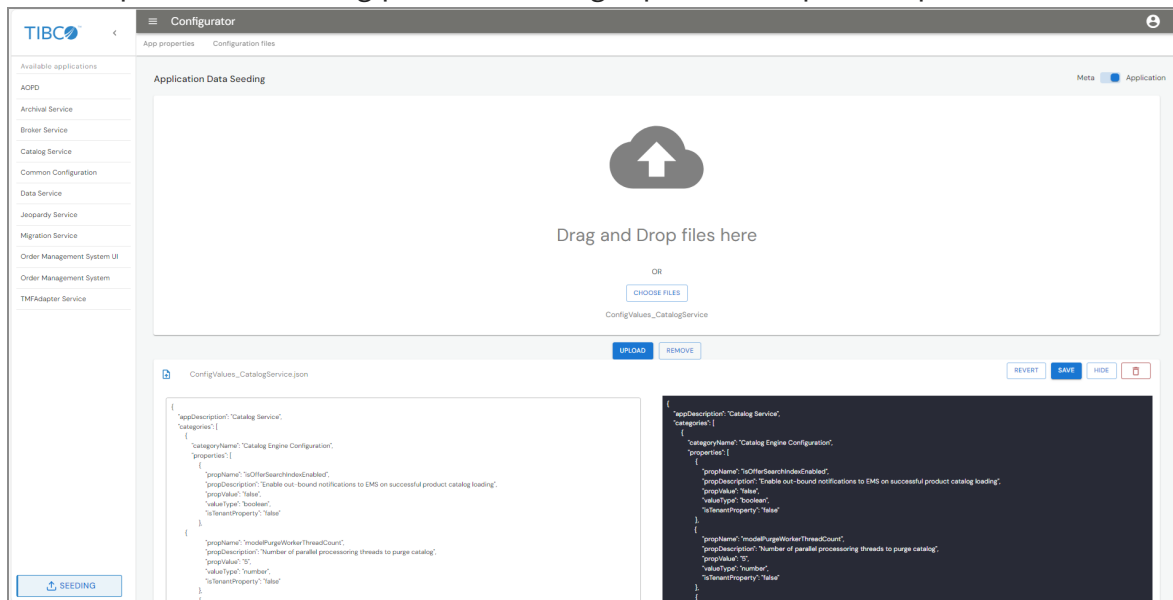 TIBCO
Configurator
App properties Configuration files
Available applications
AOPD
Archival Service
Broker Service
Catalog Service
Common Configuration
Data Service
Jeopardy Service
Migration Service
Order Management System UI
Order Management System
TMFAdapter Service
SEEDING
Application Data Seeding
Meta Application
Drag and Drop files here
OR
CHOOSE FILES
ConfigValues_CatalogService
UPLOAD REMOVE
ConfigValues_CatalogService.json
REVERT SAVE HIDE
{
"appDescription": "Catalog Service",
"categories": [
{
"categoryName": "Catalog Engine Configuration",
"properties": [
{
"propName": "isOfferSearchIndexEnabled",
"propDescription": "Enable out-bound notifications to EMS on successful product catalog loading",
"propValue": "false",
"valueType": "boolean",
"isTenantProperty": "false"
},
{
"propName": "modelPurgeWorkerThreadCount",
"propDescription": "Number of parallel processoring threads to purge catalog",
"propValue": "5",
"valueType": "number",
"isTenantProperty": "false"
},
{
{
"appDescription": "Catalog Service",
"categories": [
{
"categoryName": "Catalog Engine Configuration",
"properties": [
{
"propName": "isOfferSearchIndexEnabled",
"propDescription": "Enable out-bound notifications to EMS on successful product catalog loading",
"propValue": "false",
"valueType": "boolean",
"isTenantProperty": "false"
},
{
"propName": "modelPurgeWorkerThreadCount",
"propDescription": "Number of parallel processoring threads to purge catalog",
"propValue": "5",
"valueType": "number",
"isTenantProperty": "false"
},
{